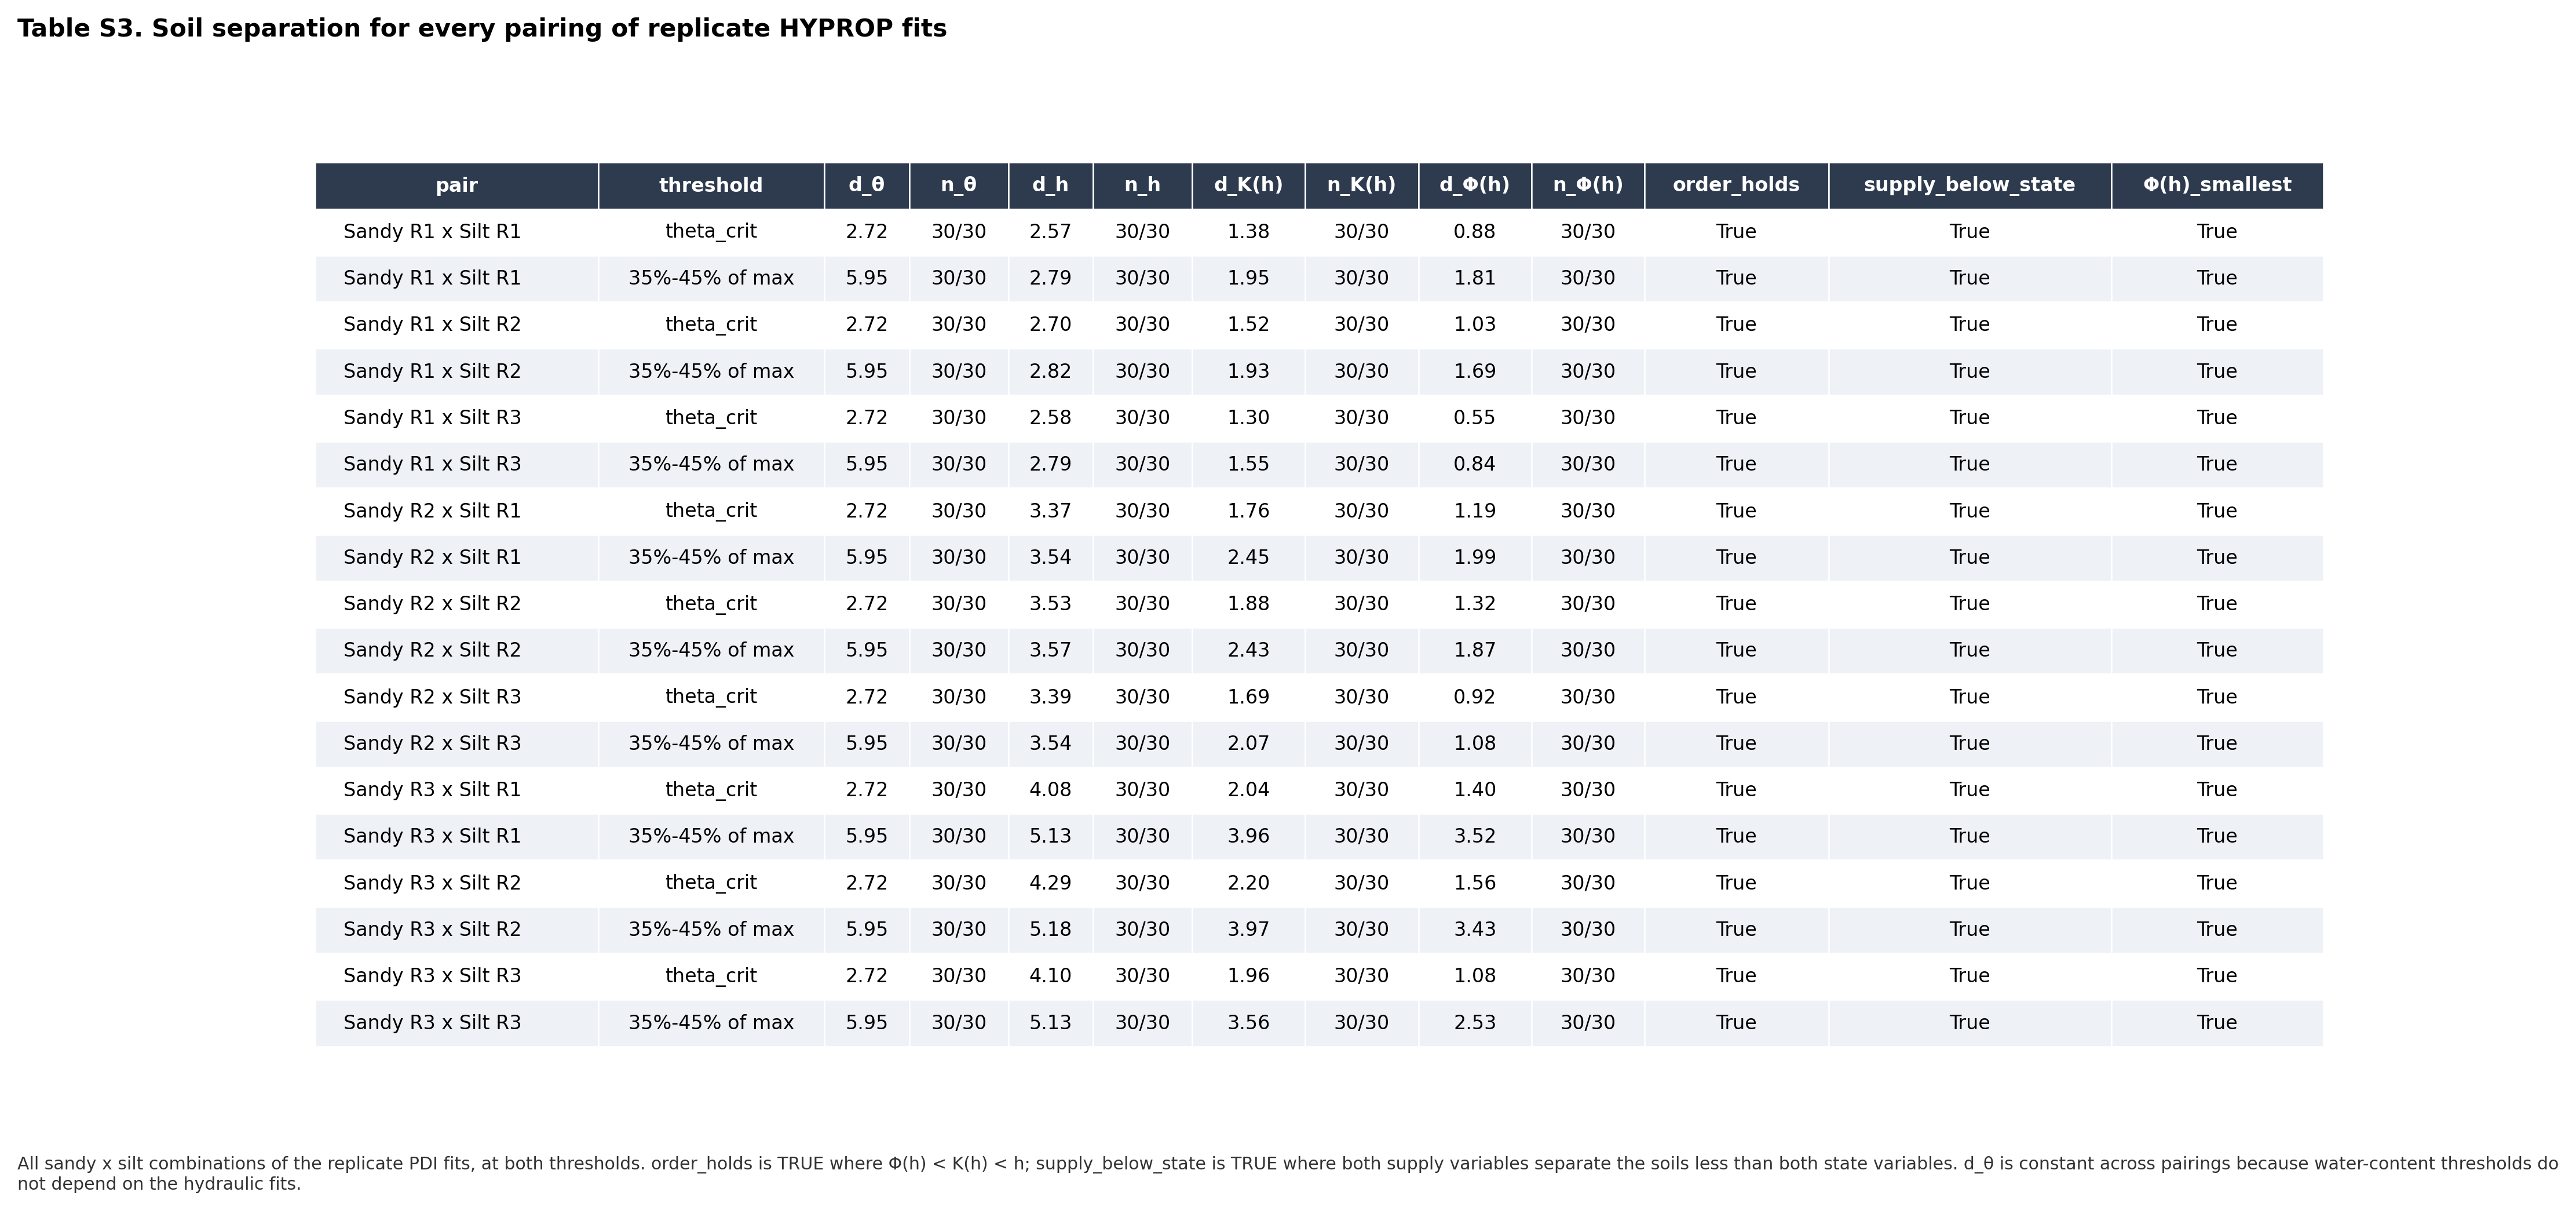 Table S3. Soil separation for every pairing of replicate HYPROP fits
pair threshold d_θ n_θ d_h n_h d_K(h) n_K(h) d_Φ(h) n_Φ(h) order_holds supply_below_state Φ(h)_smallest
Sandy R1 x Silt R1 theta_crit 2.72 30/30 2.57 30/30 1.38 30/30 0.88 30/30 True True True
Sandy R1 x Silt R1 35%-45% of max 5.95 30/30 2.79 30/30 1.95 30/30 1.81 30/30 True True True
Sandy R1 x Silt R2 theta_crit 2.72 30/30 2.70 30/30 1.52 30/30 1.03 30/30 True True True
Sandy R1 x Silt R2 35%-45% of max 5.95 30/30 2.82 30/30 1.93 30/30 1.69 30/30 True True True
Sandy R1 x Silt R3 theta_crit 2.72 30/30 2.58 30/30 1.30 30/30 0.55 30/30 True True True
Sandy R1 x Silt R3 35%-45% of max 5.95 30/30 2.79 30/30 1.55 30/30 0.84 30/30 True True True
Sandy R2 x Silt R1 theta_crit 2.72 30/30 3.37 30/30 1.76 30/30 1.19 30/30 True True True
Sandy R2 x Silt R1 35%-45% of max 5.95 30/30 3.54 30/30 2.45 30/30 1.99 30/30 True True True
Sandy R2 x Silt R2 theta_crit 2.72 30/30 3.53 30/30 1.88 30/30 1.32 30/30 True True True
Sandy R2 x Silt R2 35%-45% of max 5.95 30/30 3.57 30/30 2.43 30/30 1.87 30/30 True True True
Sandy R2 x Silt R3 theta_crit 2.72 30/30 3.39 30/30 1.69 30/30 0.92 30/30 True True True
Sandy R2 x Silt R3 35%-45% of max 5.95 30/30 3.54 30/30 2.07 30/30 1.08 30/30 True True True
Sandy R3 x Silt R1 theta_crit 2.72 30/30 4.08 30/30 2.04 30/30 1.40 30/30 True True True
Sandy R3 x Silt R1 35%-45% of max 5.95 30/30 5.13 30/30 3.96 30/30 3.52 30/30 True True True
Sandy R3 x Silt R2 theta_crit 2.72 30/30 4.29 30/30 2.20 30/30 1.56 30/30 True True True
Sandy R3 x Silt R2 35%-45% of max 5.95 30/30 5.18 30/30 3.97 30/30 3.43 30/30 True True True
Sandy R3 x Silt R3 theta_crit 2.72 30/30 4.10 30/30 1.96 30/30 1.08 30/30 True True True
Sandy R3 x Silt R3 35%-45% of max 5.95 30/30 5.13 30/30 3.56 30/30 2.53 30/30 True True True
All sandy x silt combinations of the replicate PDI fits, at both thresholds. order_holds is TRUE where Φ(h) < K(h) < h; supply_below_state is TRUE where both supply variables separate the soils less than both state variables. d_θ is constant across pairings because water-content thresholds do
not depend on the hydraulic fits.